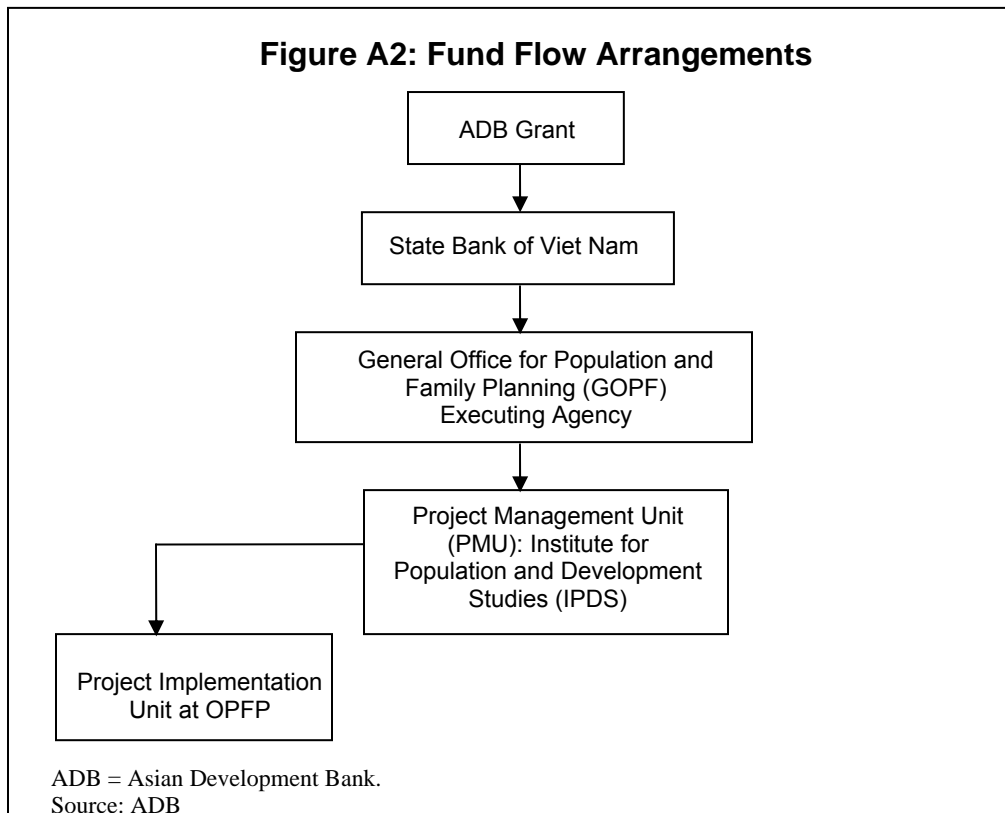 Figure A2: Fund Flow Arrangements
ADB Grant
State Bank of Viet Nam
General Office for Population and
Family Planning (GOPF)
Executing Agency
Project Management Unit
(PMU): Institute for
Population and Development
Studies (IPDS)
Project Implementation
Unit at OPFP
ADB = Asian Development Bank.
Source: ADB